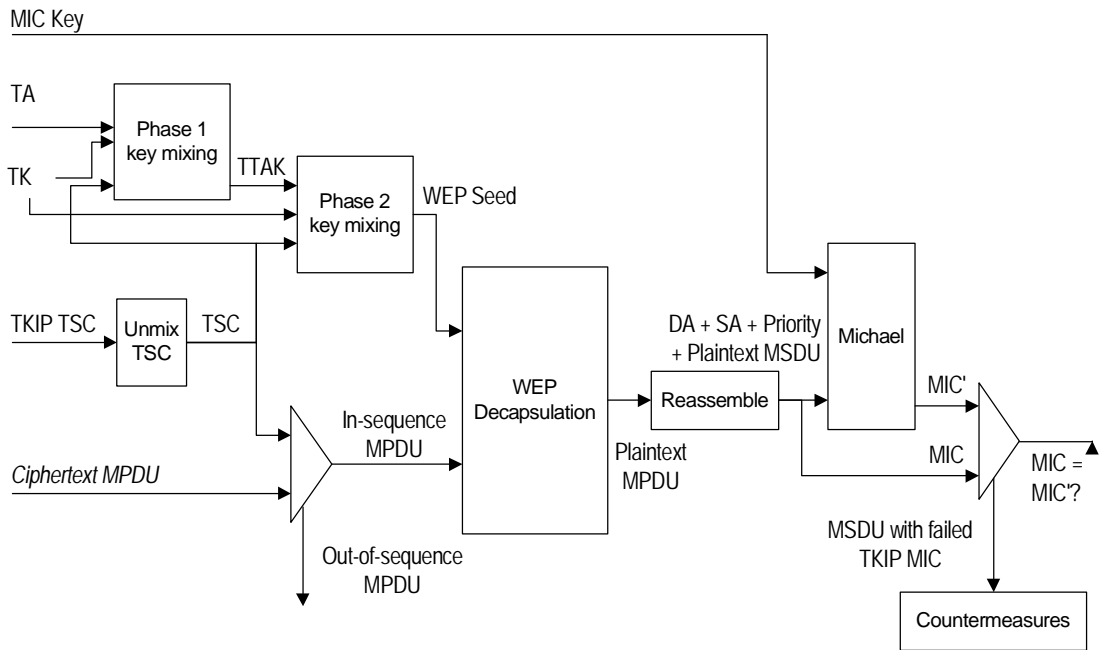 MIC Key
TA
Phase 1
key mixing
TTAK
TK
Phase 2
key mixing
WEP Seed
TKIP TSC
Unmix
TSC
TSC
DA + SA + Priority
+ Plaintext MSDU
Michael
WEP
Decapsulation
Reassemble
MIC'
In-sequence
MPDU
Plaintext
MPDU
MIC
MIC =
MIC'?
Ciphertext MPDU
Out-of-sequence
MPDU
MSDU with failed
TKIP MIC
Countermeasures